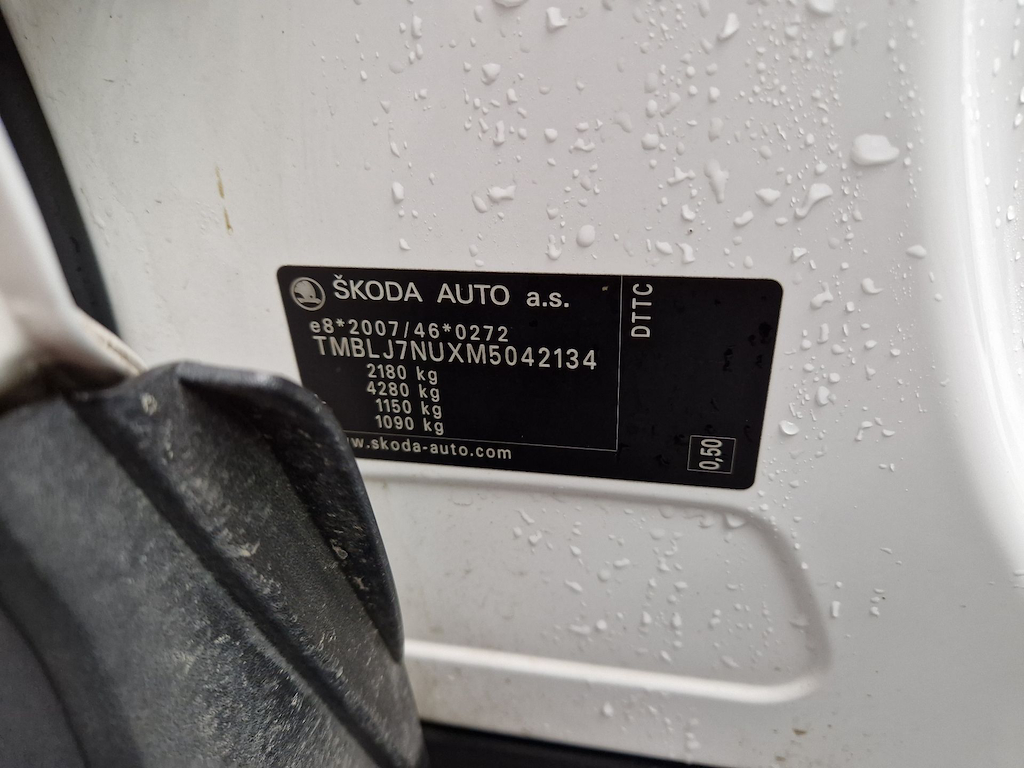 ŠKODA AUTO a.s.
e8*2007/46*0272
TMBLJ7NUXM5042134
2180 kg
4280 kg
1150 kg
1090 kg
w.skoda-auto.com
DTTC
0,50